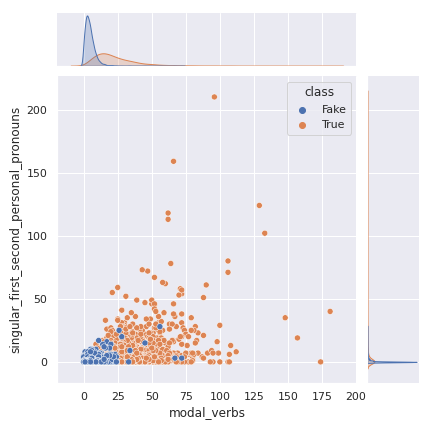 class
Fake
True
singular_first_second_personal_pronouns
200
150
100
50
0
0 25 50 75 100 125 150 175 200
modal_verbs